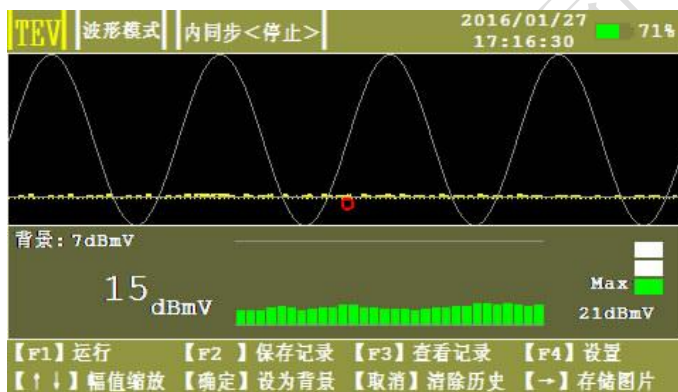 TEV 波形模式 内同步<停止> 2016/01/27 17:16:30 71%
背景:7dBmV
15dBmV
Max
21dBmV
【F1】运行 【F2 】保存记录 【F3】查看记录 【F4】设置
【↑↓】幅值缩放 【确定】设为背景 【取消】清除历史 【→】存储图片